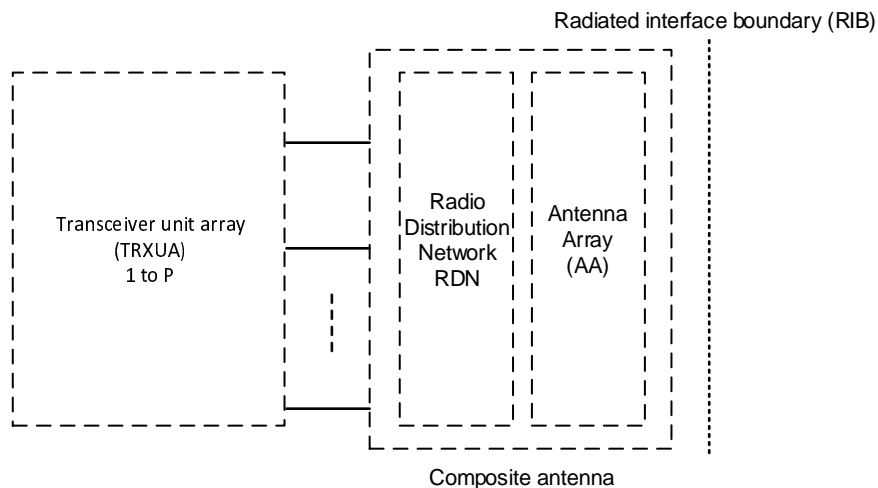 Radiated interface boundary (RIB)
Transceiver unit array
(TRXUA)
1 to P
Radio
Distribution
Network
RDN
Antenna
Array
(AA)
Composite antenna